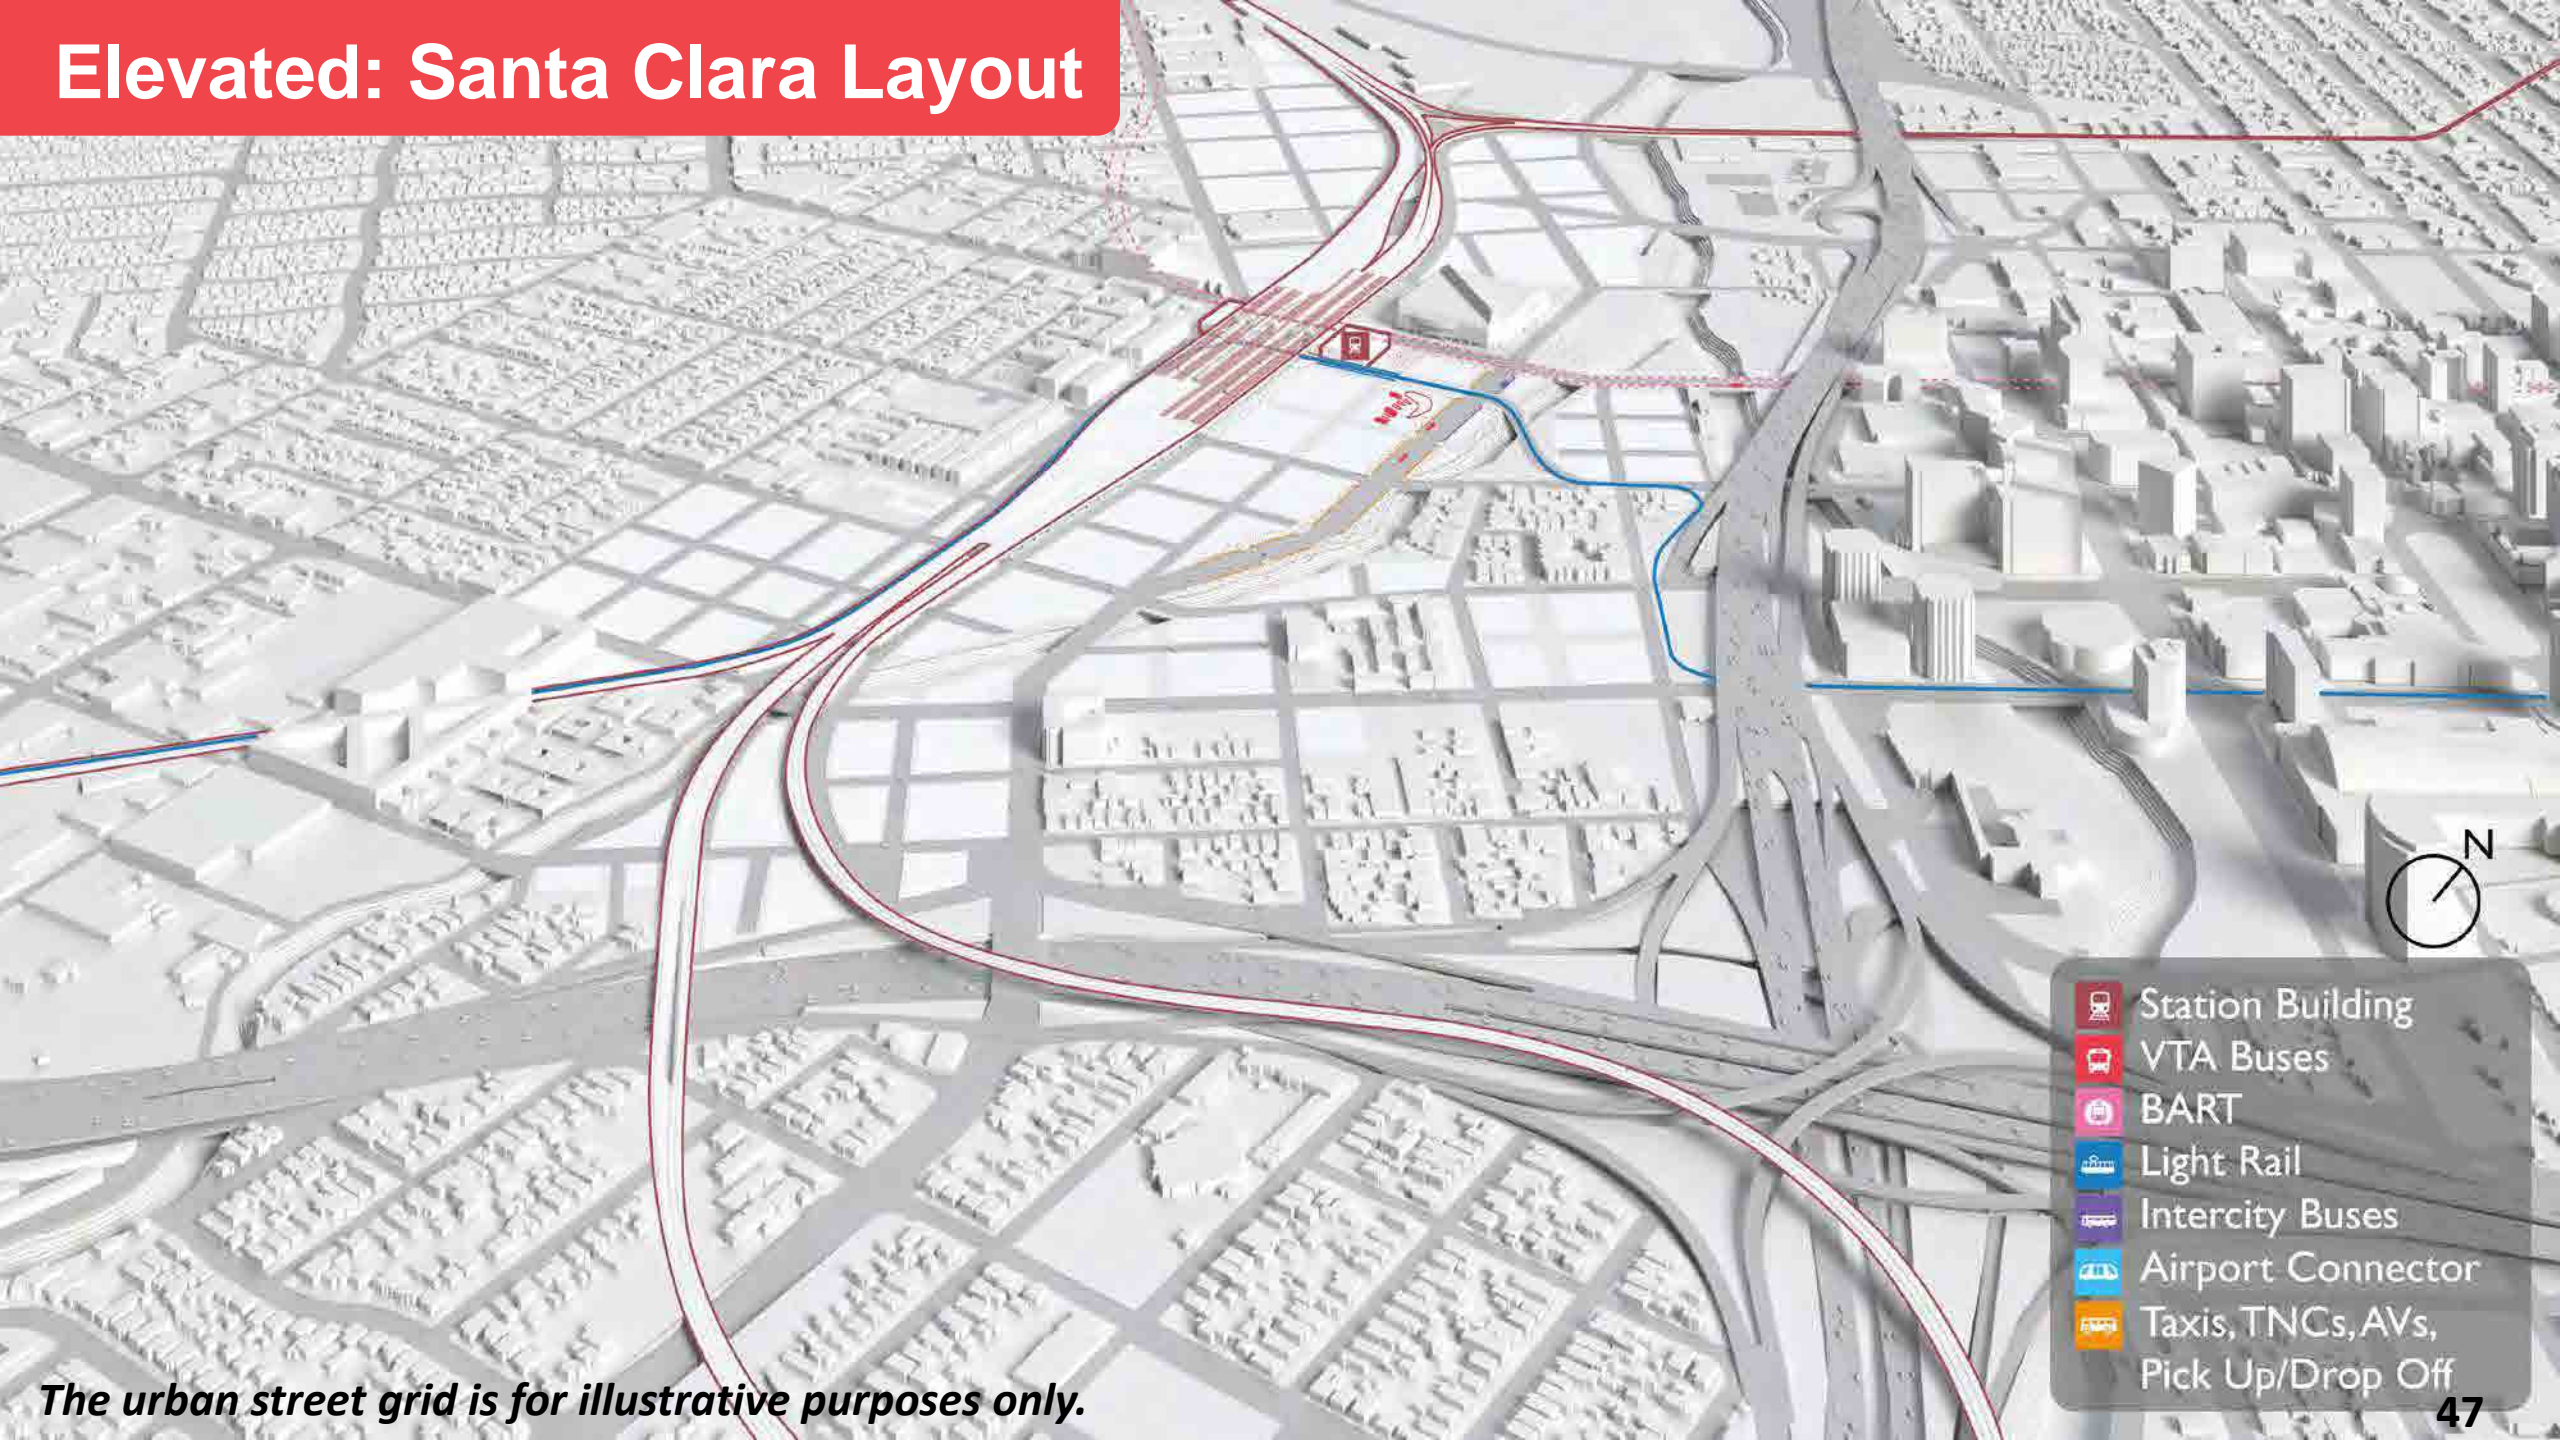 Elevated: Santa Clara Layout
N
Station Building
VTA Buses
BART
Light Rail
Intercity Buses
Airport Connector
Taxis, TNCs, AVs,
Pick Up/Drop Off
The urban street grid is for illustrative purposes only.
47